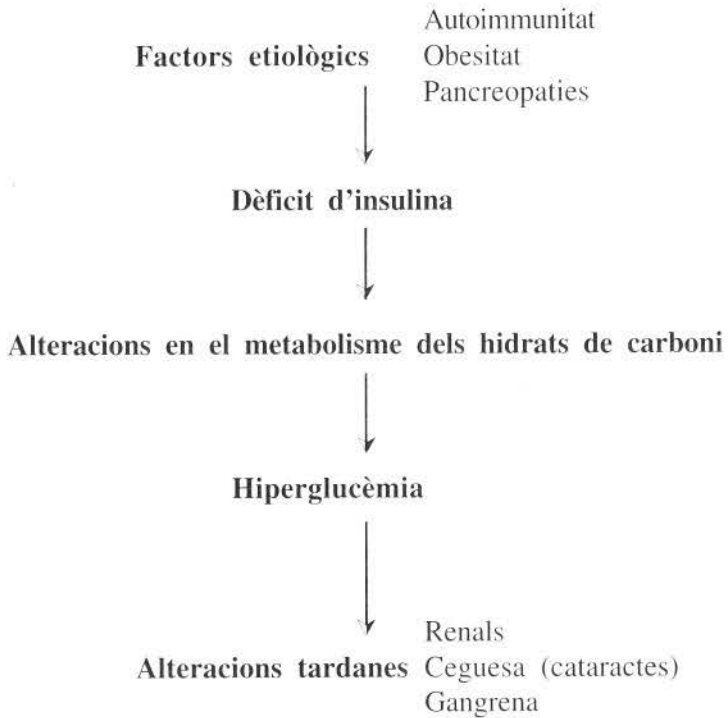 Autoimmunitat
Factors etiològics Obesitat
Pancreopaties
Dèficit d'insulina
Alteracions en el metabolisme dels hidrats de carboni
Hiperglucèmia
Renals
Alteracions tardanes Ceguesa (cataractes)
Gangrena